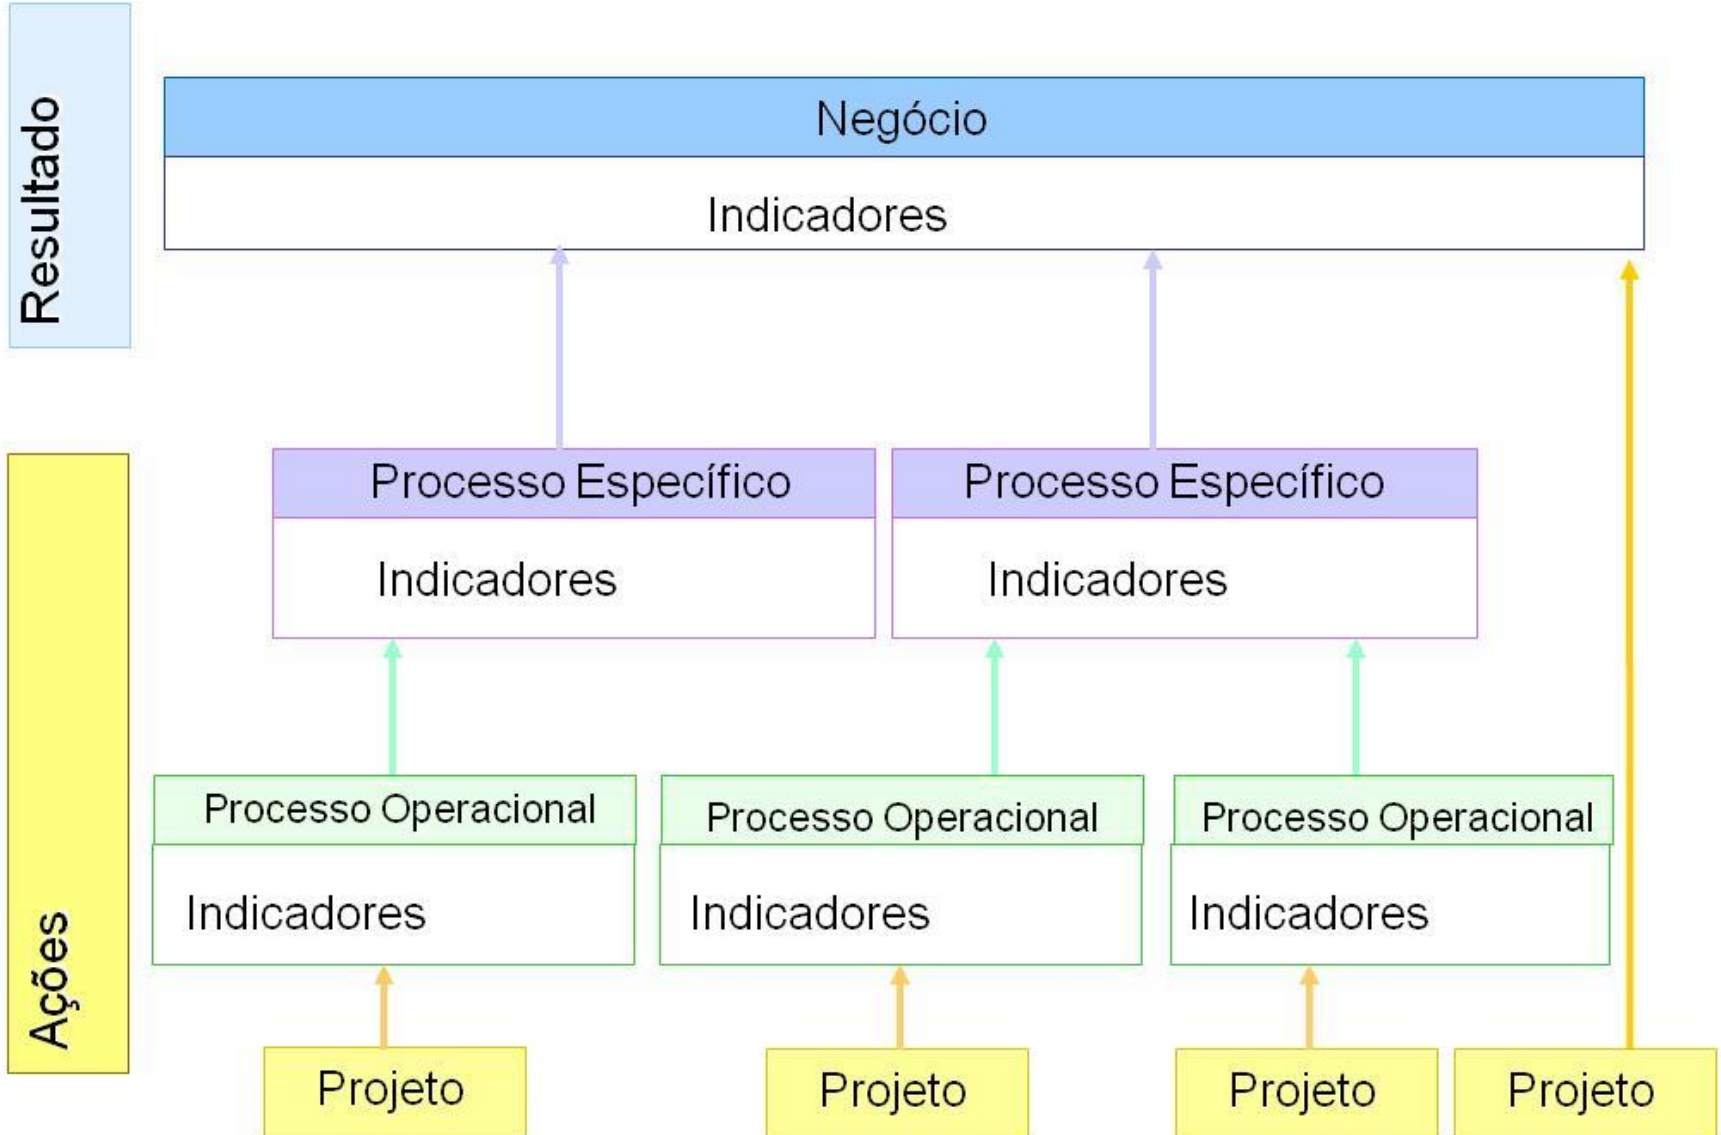 Resultado
Negócio
Indicadores
Ações
Processo Específico
Processo Específico
Indicadores
Indicadores
Processo Operacional
Processo Operacional
Processo Operacional
Indicadores
Indicadores
Indicadores
Projeto
Projeto
Projeto
Projeto